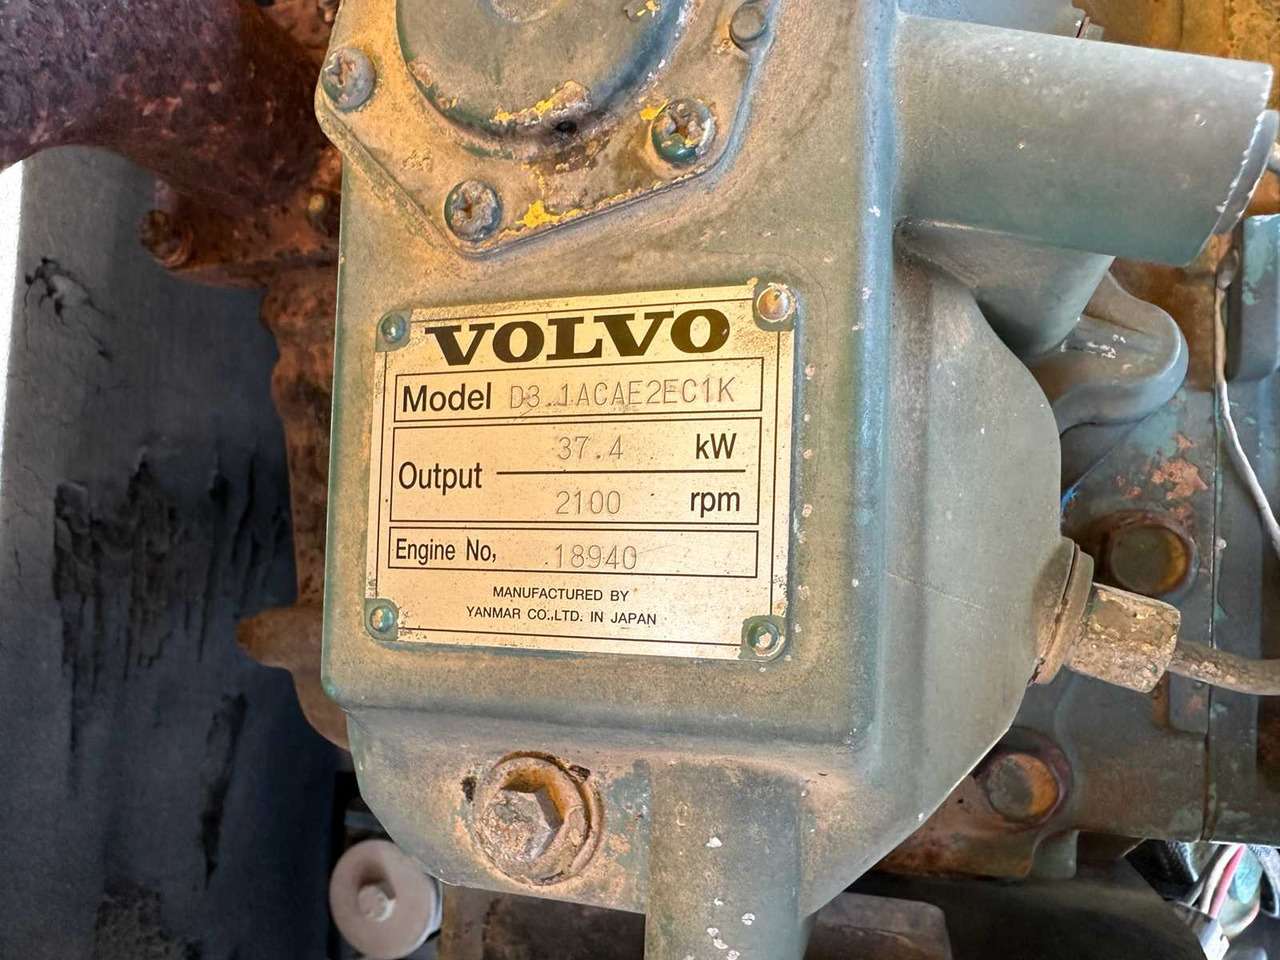 VOLVO
Model D3.1ACAE2EC1K
37.4 kW
Output
2100 rpm
Engine No, 18940
MANUFACTURED BY
YANMAR CO.,LTD. IN JAPAN